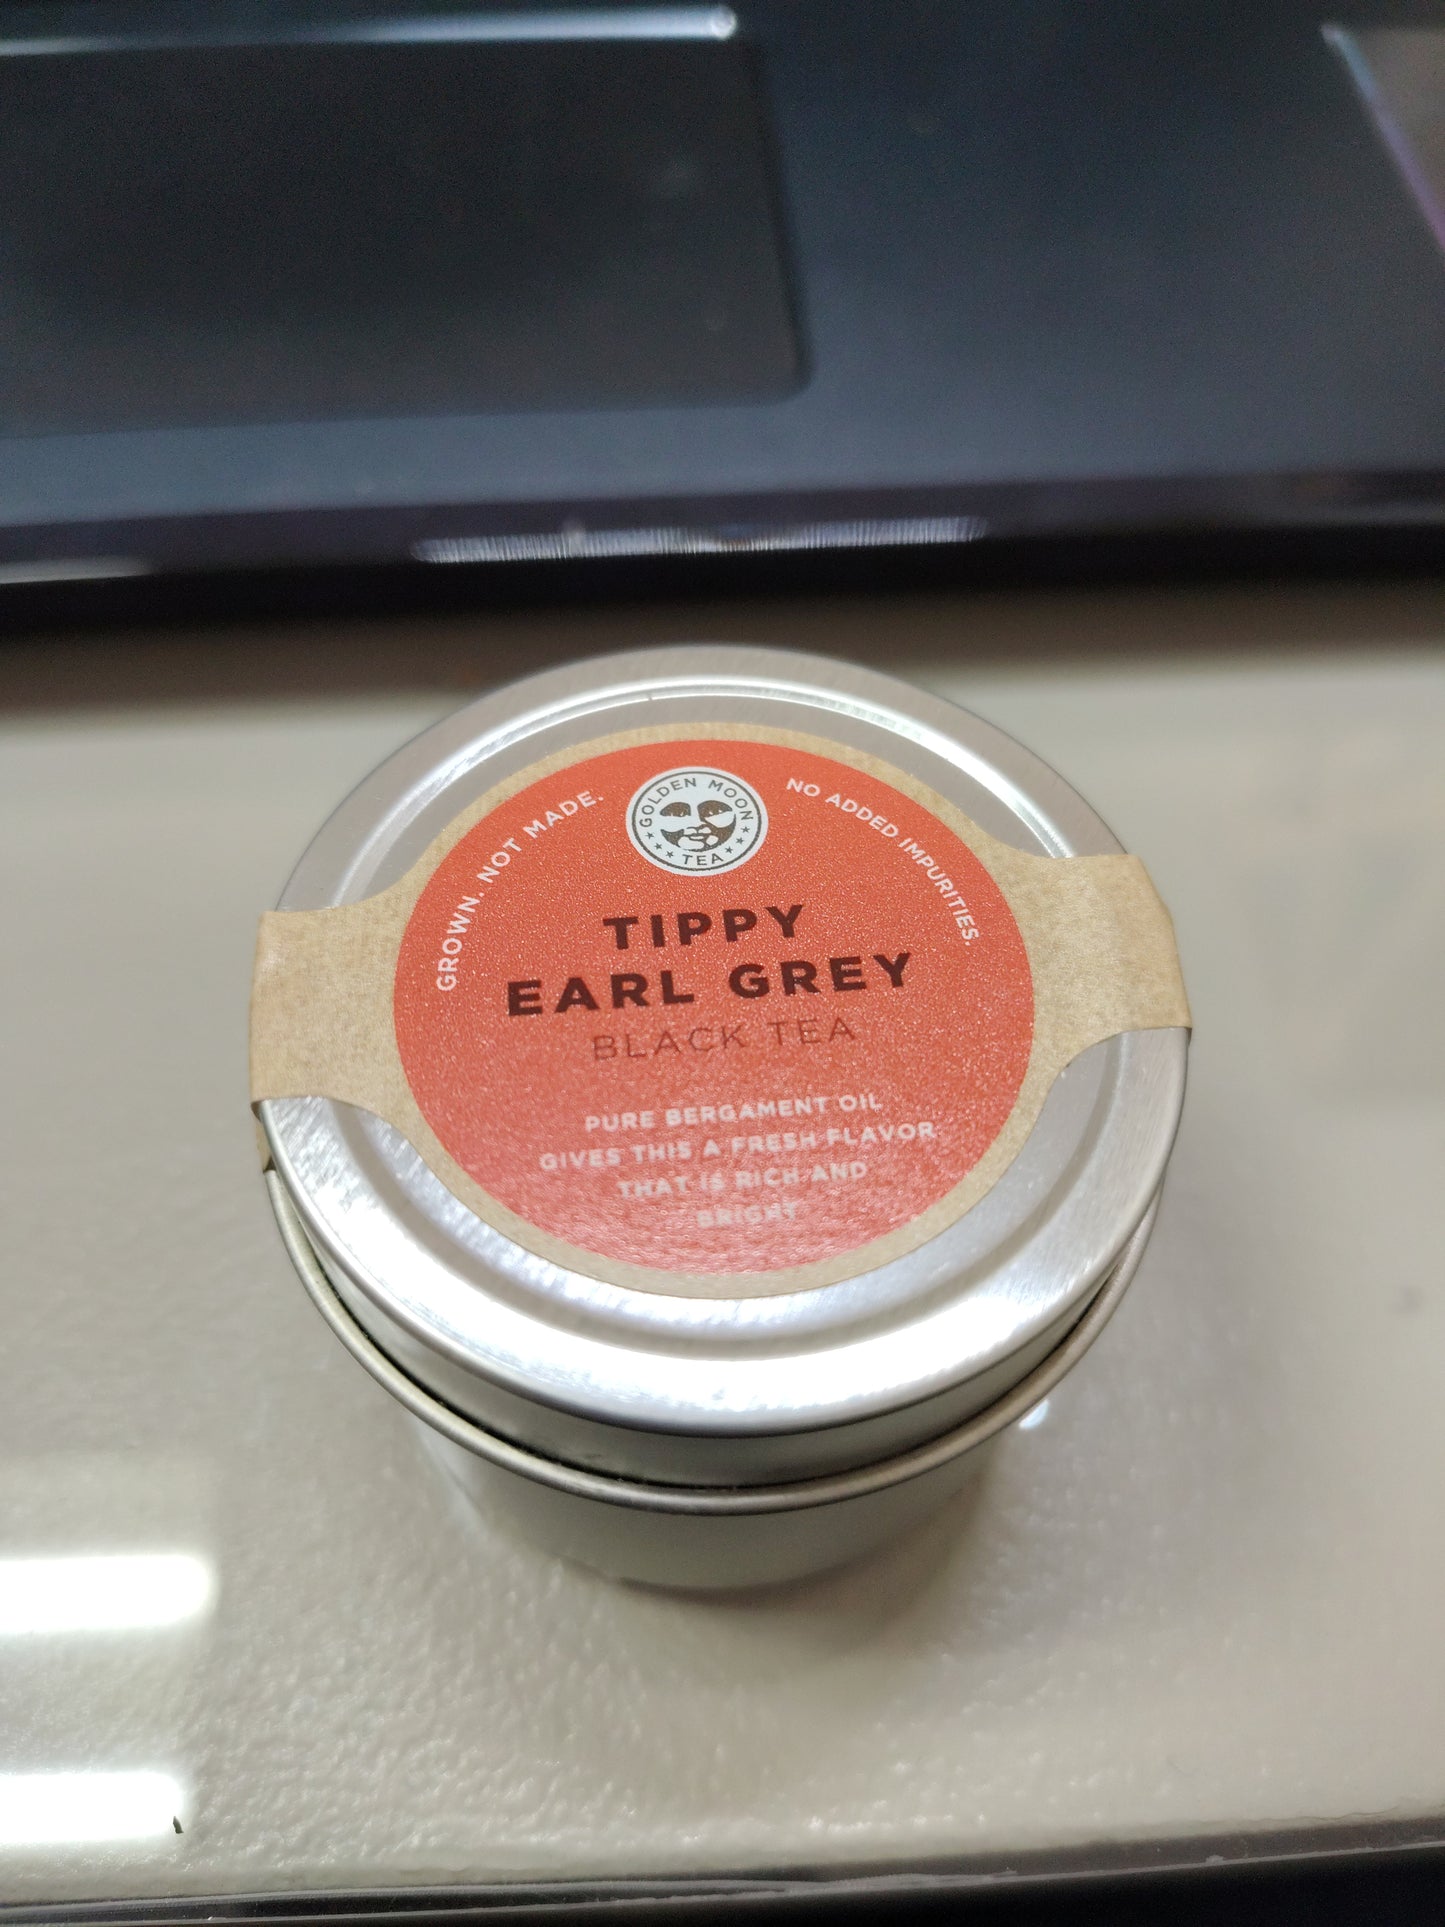 GOLDEN MOON
TEA
GROWN. NOT MADE.
NO ADDED IMPURITIES.
TIPPY
EARL GREY
BLACK TEA
PURE BERGAMENT OIL
GIVES THIS A FRESH FLAVOR
THAT IS RICH AND
BRIGHT